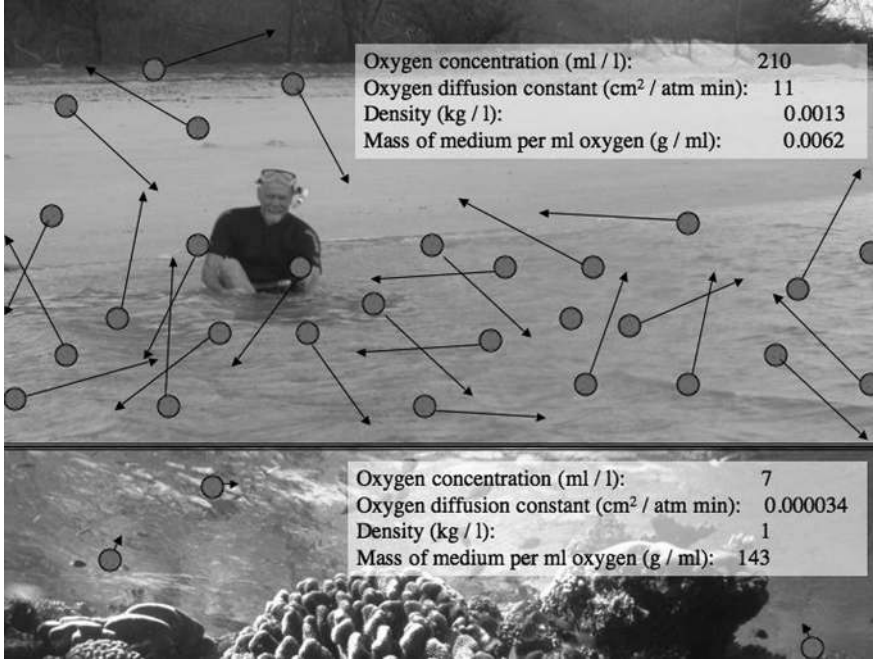 Oxygen concentration (ml / l): 210
Oxygen diffusion constant (cm² / atm min): 11
Density (kg / l): 0.0013
Mass of medium per ml oxygen (g / ml): 0.0062
Oxygen concentration (ml / l): 7
Oxygen diffusion constant (cm² / atm min): 0.000034
Density (kg / l): 1
Mass of medium per ml oxygen (g / ml): 143